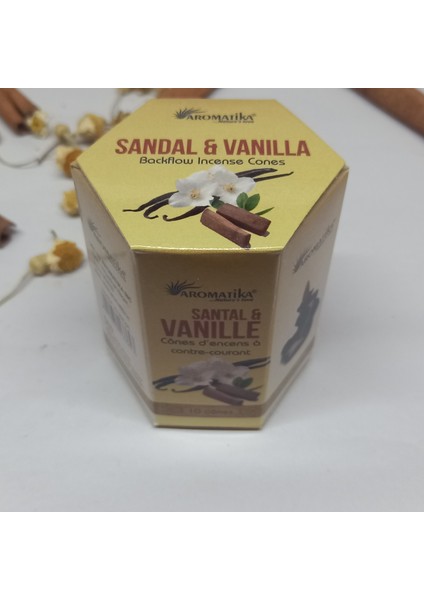 AROMATIKA
SANDAL & VANILLA
Backflow Incense Cones
AROMATIKA
SANTAL &
VANILLE
Cônes d'encens à
contre-courant